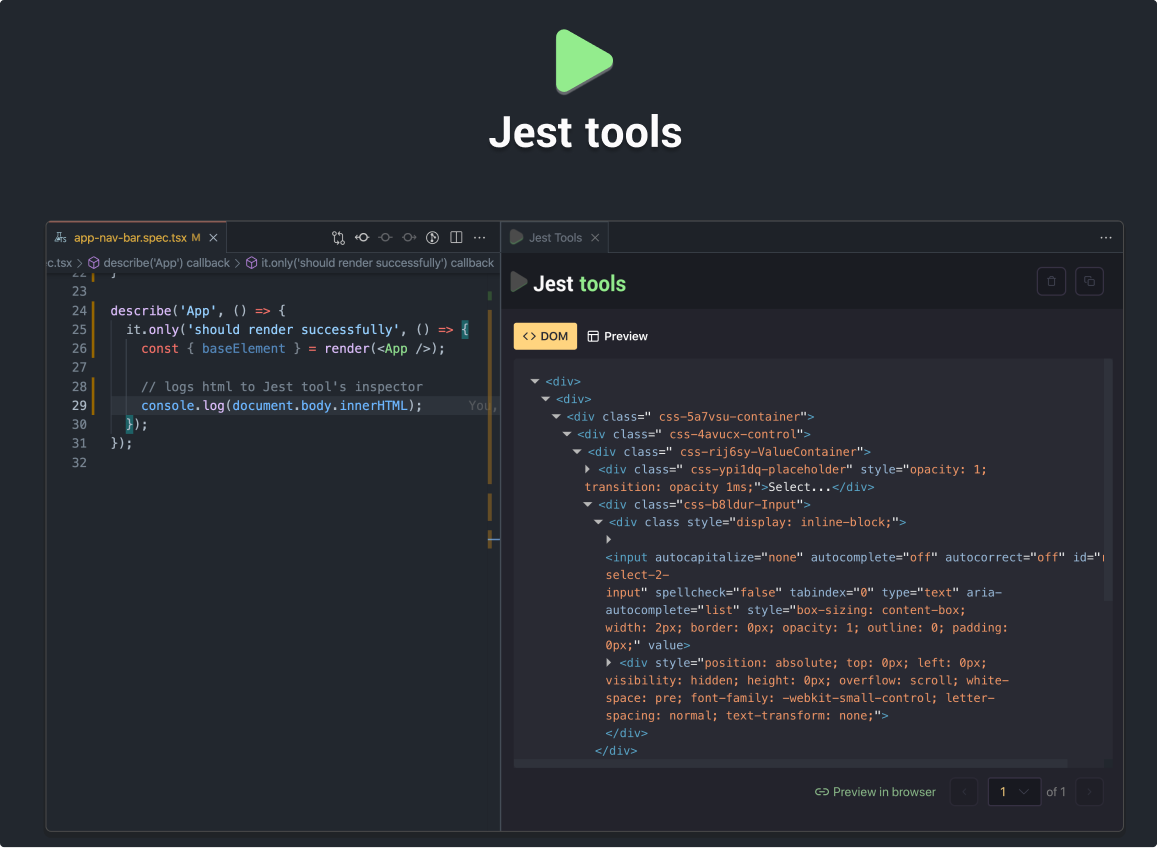 Jest tools
app-nav-bar.spec.tsx M
Jest Tools
c.tsx > describe('App') callback > it.only('should render successfully') callback
22 }
23
24 describe('App', () => {
25 it.only('should render successfully', () => {
26 const { baseElement } = render(<App />);
27
28 // logs html to Jest tool's inspector
29 console.log(document.body.innerHTML); You,
30 });
31 });
32
Jest tools
<> DOM Preview
<div>
<div>
<div class=" css-5a7vsu-container">
<div class=" css-4avucx-control">
<div class=" css-rij6sy-ValueContainer">
<div class=" css-ypi1dq-placeholder" style="opacity: 1;
transition: opacity 1ms;">Select...</div>
<div class="css-b8ldur-Input">
<div class style="display: inline-block;">
<input autocapitalize="none" autocomplete="off" autocorrect="off" id="
select-2-
input" spellcheck="false" tabindex="0" type="text" aria-
autocomplete="list" style="box-sizing: content-box;
width: 2px; border: 0px; opacity: 1; outline: 0; padding:
0px;" value>
<div style="position: absolute; top: 0px; left: 0px;
visibility: hidden; height: 0px; overflow: scroll; white-
space: pre; font-family: -webkit-small-control; letter-
spacing: normal; text-transform: none;">
</div>
</div>
Preview in browser < 1 of 1 >